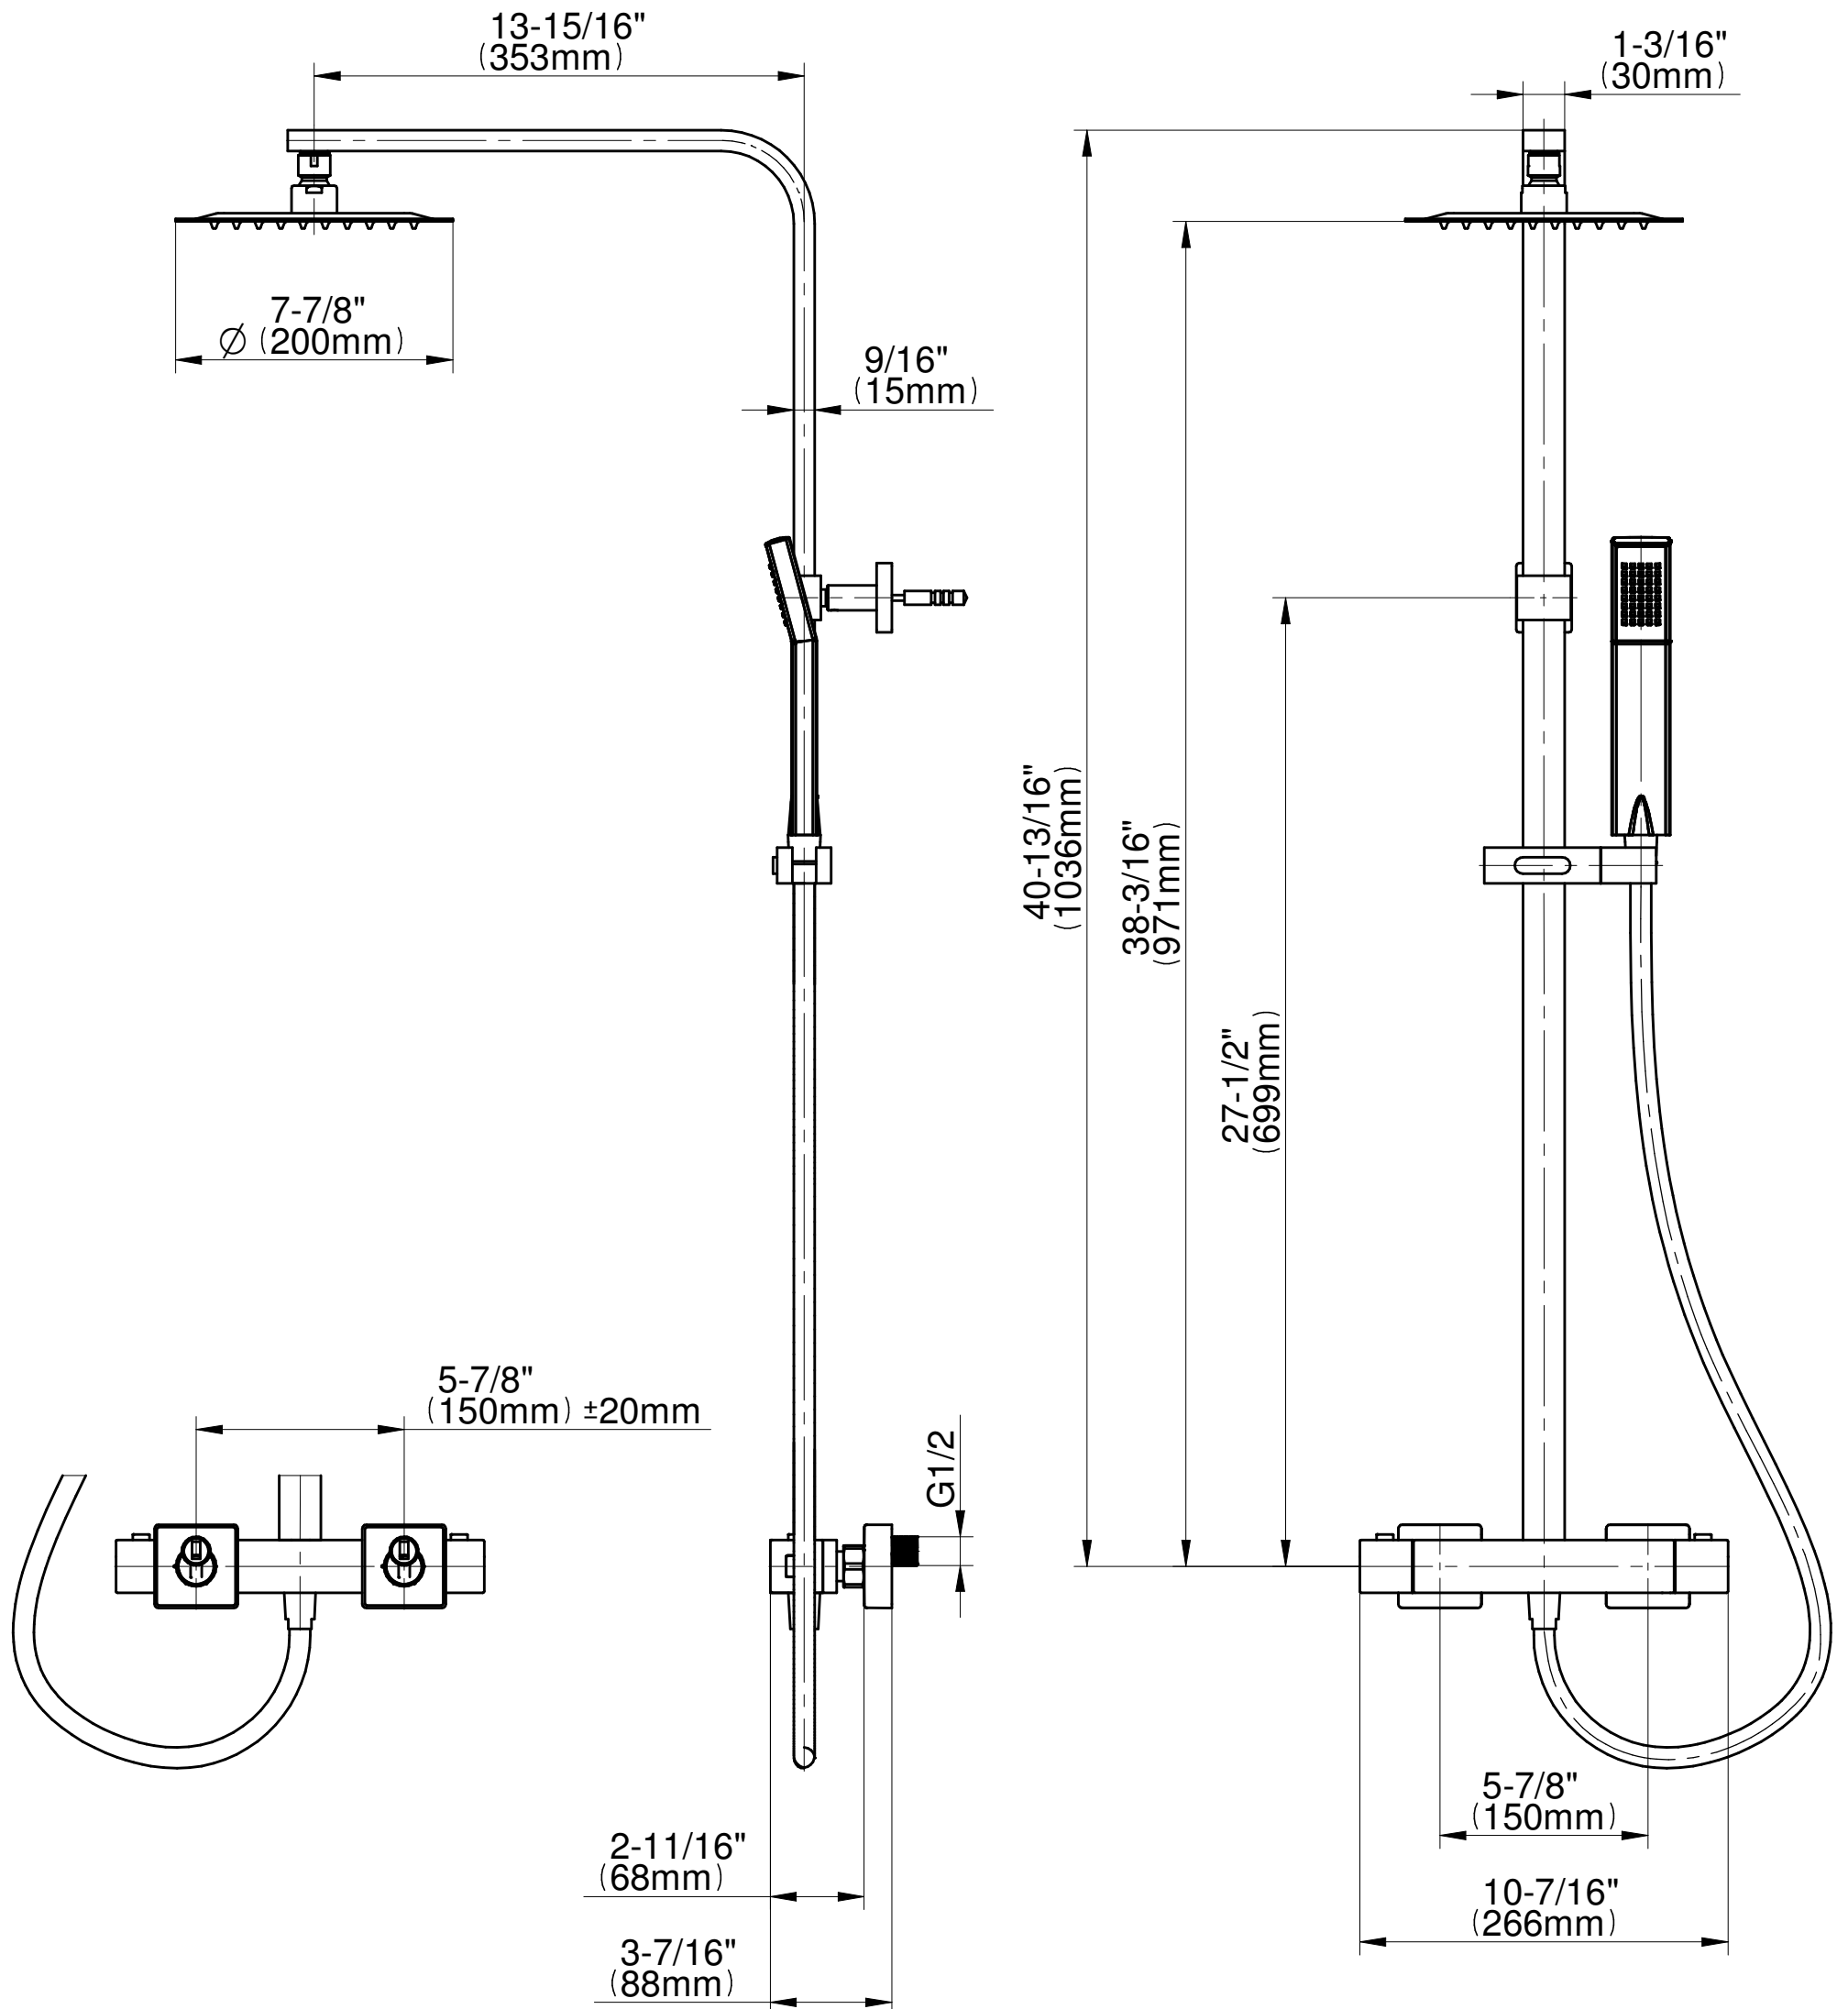 13-15/16"
(353mm)
1-3/16"
(30mm)
7-7/8"
Ø (200mm)
9/16"
(15mm)
40-13/16"
(1036mm)
38-3/16"
(971mm)
27-1/2"
(699mm)
5-7/8"
(150mm) ±20mm
G1/2
5-7/8"
(150mm)
2-11/16"
(68mm)
10-7/16"
(266mm)
3-7/16"
(88mm)